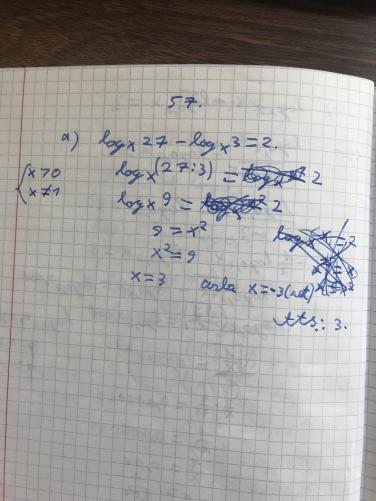 57.
a) log_x 27 - log_x 3 = 2.
{ x>0 log_x (27:3) = 2
x≠1
log_x 9 = 2
9 = x²
x² = 9
x = 3 x = -3
3.